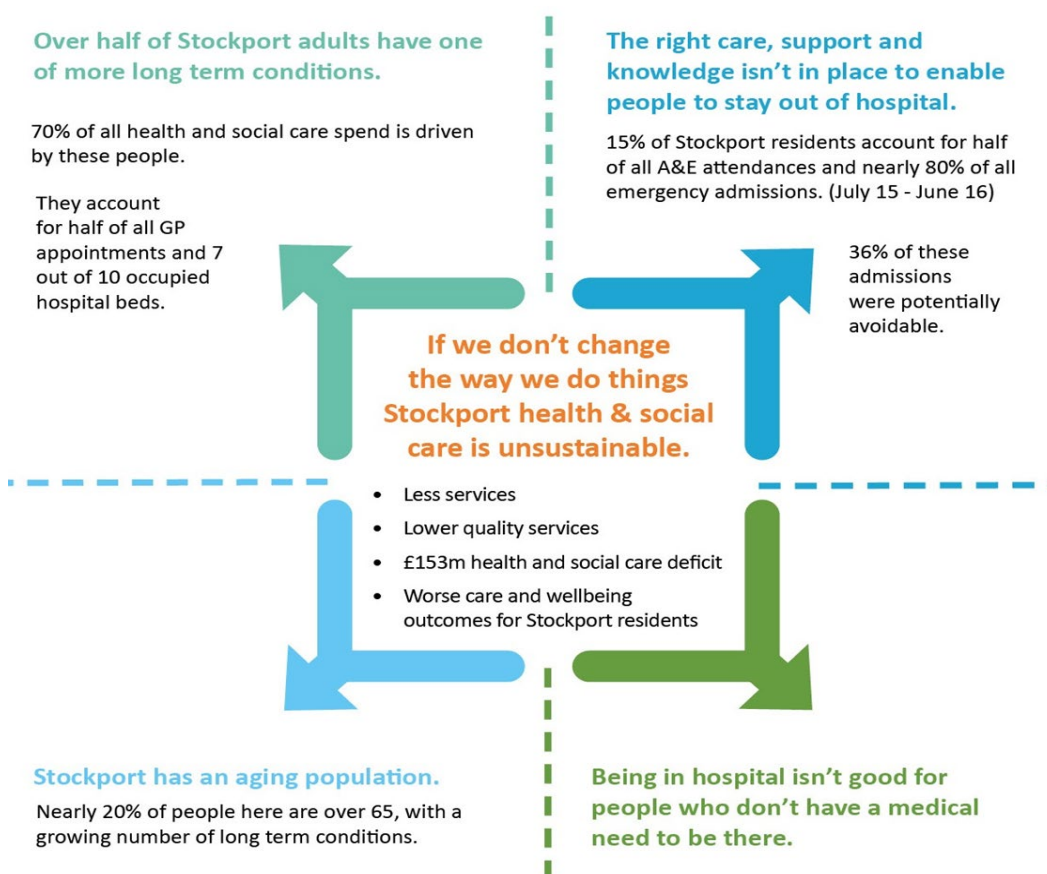 Over half of Stockport adults have one
of more long term conditions.
70% of all health and social care spend is driven
by these people.
They account
for half of all GP
appointments and 7
out of 10 occupied
hospital beds.
The right care, support and
knowledge isn't in place to enable
people to stay out of hospital.
15% of Stockport residents account for half
of all A&E attendances and nearly 80% of all
emergency admissions. (July 15 - June 16)
36% of these
admissions
were potentially
avoidable.
If we don't change
the way we do things
Stockport health & social
care is unsustainable.
• Less services
• Lower quality services
• £153m health and social care deficit
• Worse care and wellbeing
outcomes for Stockport residents
Stockport has an aging population.
Nearly 20% of people here are over 65, with a
growing number of long term conditions.
Being in hospital isn't good for
people who don't have a medical
need to be there.